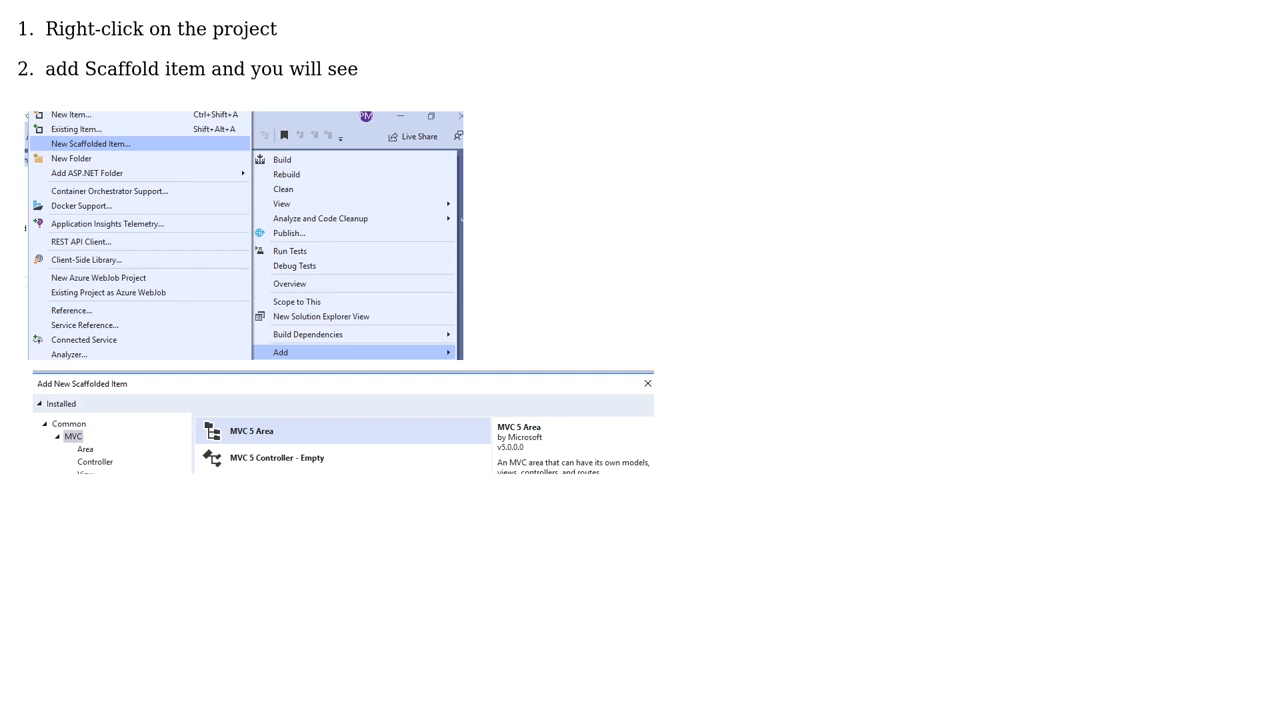 1. Right-click on the project
2. add Scaffold item and you will see
New Item... Ctrl+Shift+A
Existing Item... Shift+Alt+A
New Scaffolded Item...
New Folder
Add ASP.NET Folder
Container Orchestrator Support...
Docker Support...
Application Insights Telemetry...
REST API Client...
Client-Side Library...
New Azure WebJob Project
Existing Project as Azure WebJob
Reference...
Service Reference...
Connected Service
Analyzer...
PM
Live Share
Build
Rebuild
Clean
View
Analyze and Code Cleanup
Publish...
Run Tests
Debug Tests
Overview
Scope to This
New Solution Explorer View
Build Dependencies
Add
Add New Scaffolded Item
Installed
Common
MVC
Area
Controller
View
MVC 5 Area
MVC 5 Controller - Empty
MVC 5 Area
by Microsoft
v5.0.0.0
An MVC area that can have its own models,
views, controllers, and routes.